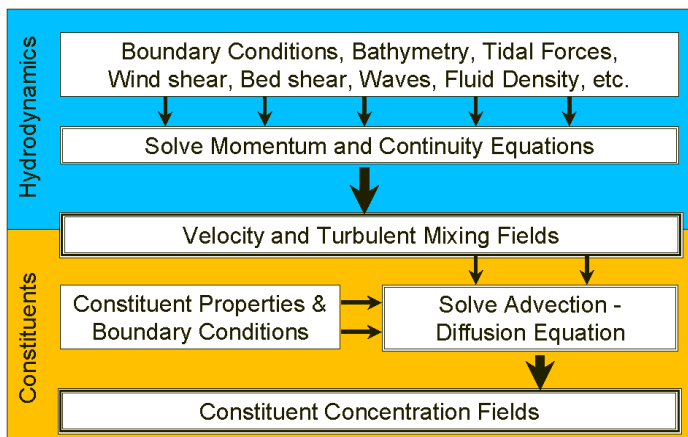 Hydrodynamics
Boundary Conditions, Bathymetry, Tidal Forces,
Wind shear, Bed shear, Waves, Fluid Density, etc.
Solve Momentum and Continuity Equations
Velocity and Turbulent Mixing Fields
Constituents
Constituent Properties &
Boundary Conditions
Solve Advection -
Diffusion Equation
Constituent Concentration Fields